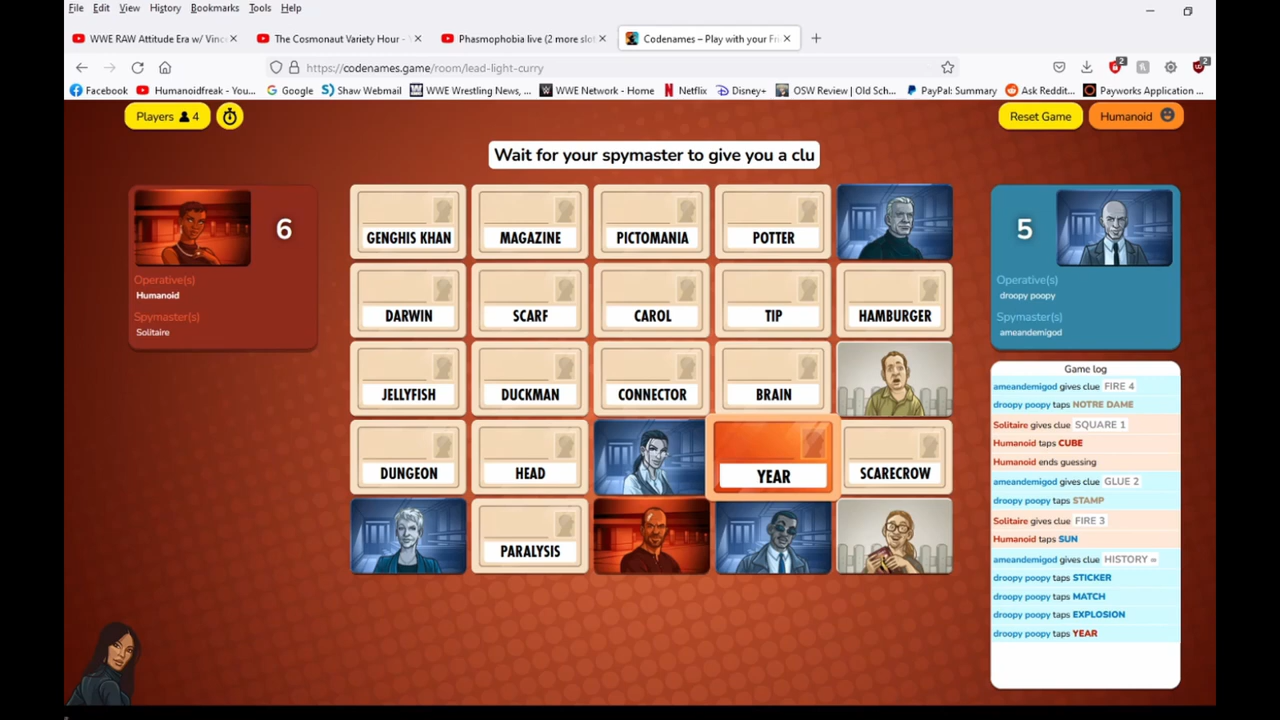 File Edit View History Bookmarks Tools Help
WWE RAW Attitude Era w/ Vince
The Cosmonaut Variety Hour -
Phasmophobia live (2 more slot
Codenames – Play with your Fri
https://codenames.game/room/lead-light-curry
2 2
Facebook Humanoidfreak - You... Google Shaw Webmail WWE Wrestling News, ... WWE Network - Home Netflix Disney+ OSW Review | Old Sch... PayPal: Summary Ask Reddit... Payworks Application ...
Players 4
Reset Game
Humanoid
Wait for your spymaster to give you a clu
6
Operative(s)
Humanoid
Spymaster(s)
Solitaire
GENGHIS KHAN MAGAZINE PICTOMANIA POTTER
DARWIN SCARF CAROL TIP HAMBURGER
JELLYFISH DUCKMAN CONNECTOR BRAIN
DUNGEON HEAD YEAR SCARECROW
PARALYSIS
5
Operative(s)
droopy poopy
Spymaster(s)
ameandemigod
Game log
ameandemigod gives clue FIRE 4
droopy poopy taps NOTRE DAME
Solitaire gives clue SQUARE 1
Humanoid taps CUBE
Humanoid ends guessing
ameandemigod gives clue GLUE 2
droopy poopy taps STAMP
Solitaire gives clue FIRE 3
Humanoid taps SUN
ameandemigod gives clue HISTORY ∞
droopy poopy taps STICKER
droopy poopy taps MATCH
droopy poopy taps EXPLOSION
droopy poopy taps YEAR